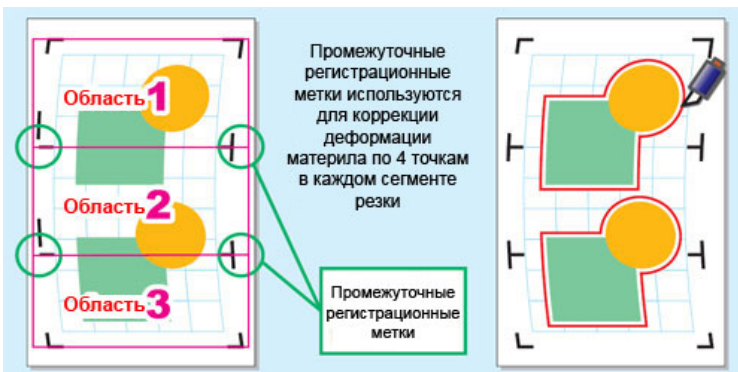 Область 1
Область 2
Область 3
Промежуточные
регистрационные
метки используются
для коррекции
деформации
материла по 4 точкам
в каждом сегменте
резки
Промежуточные
регистрационные
метки